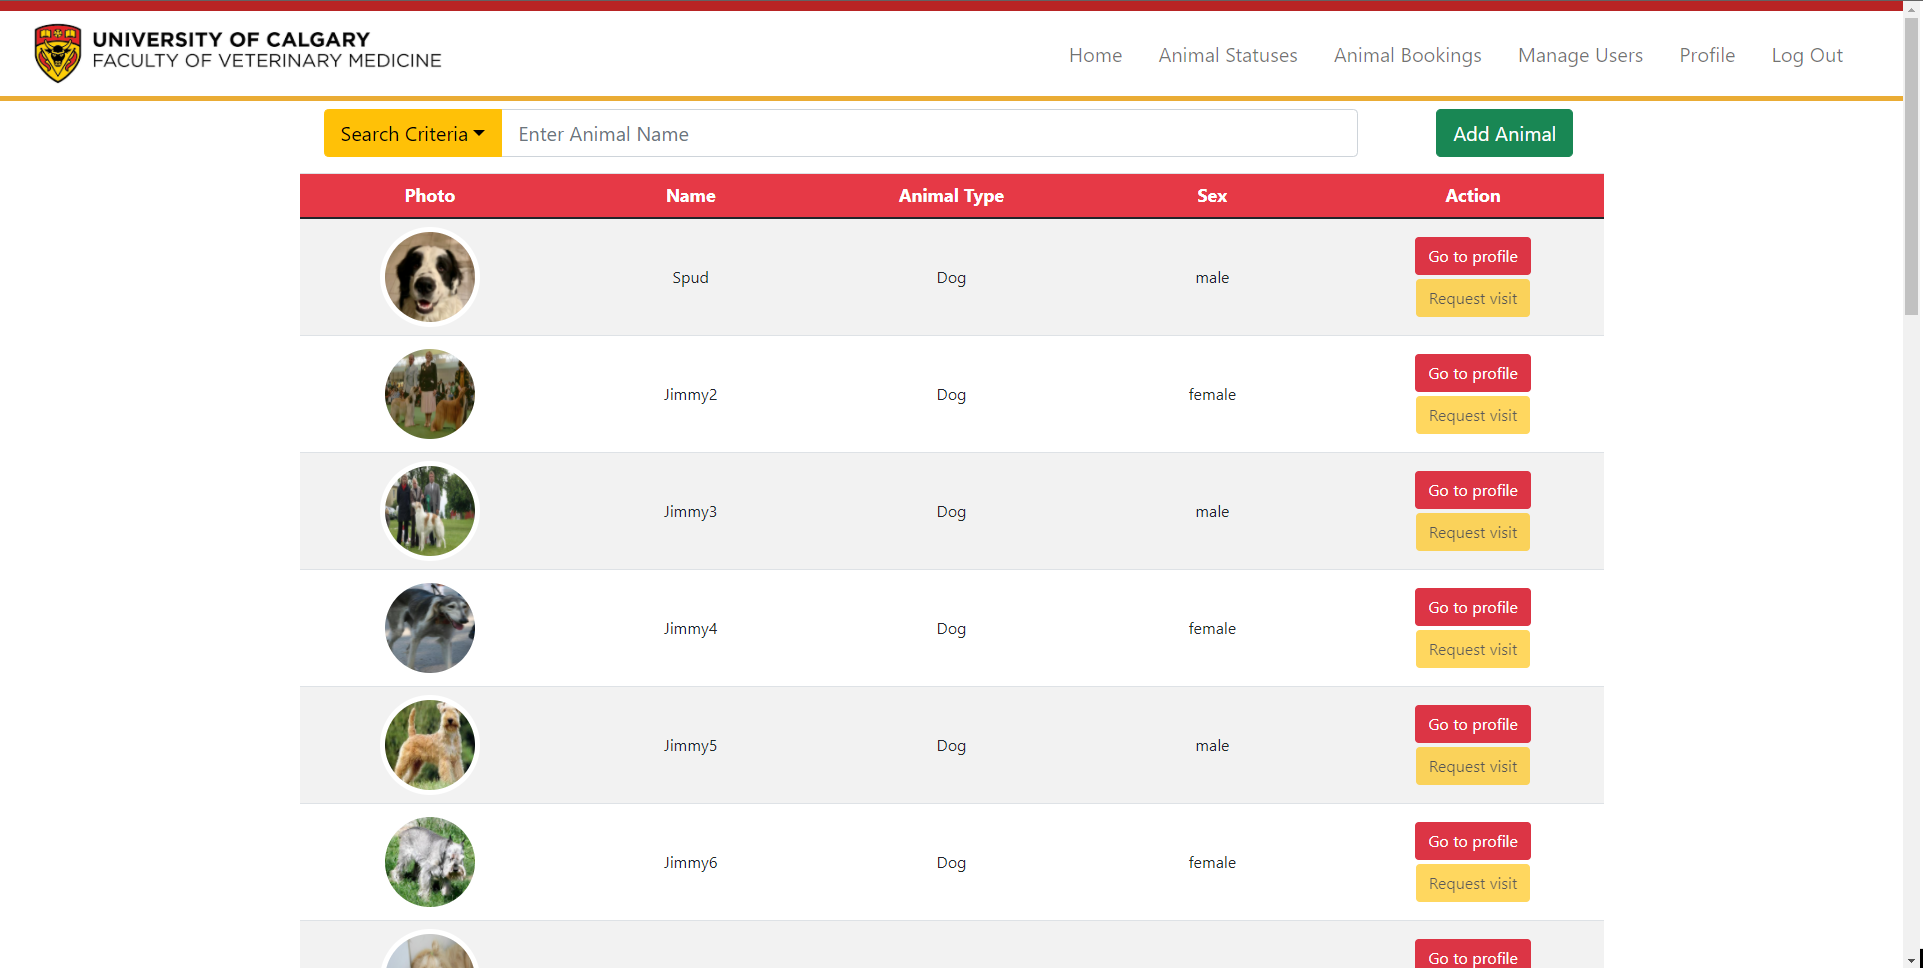 UNIVERSITY OF CALGARY
FACULTY OF VETERINARY MEDICINE
Home Animal Statuses Animal Bookings Manage Users Profile Log Out
Search Criteria Enter Animal Name Add Animal
Photo Name Animal Type Sex Action
Spud Dog male Go to profile
Request visit
Jimmy2 Dog female Go to profile
Request visit
Jimmy3 Dog male Go to profile
Request visit
Jimmy4 Dog female Go to profile
Request visit
Jimmy5 Dog male Go to profile
Request visit
Jimmy6 Dog female Go to profile
Request visit
Go to profile